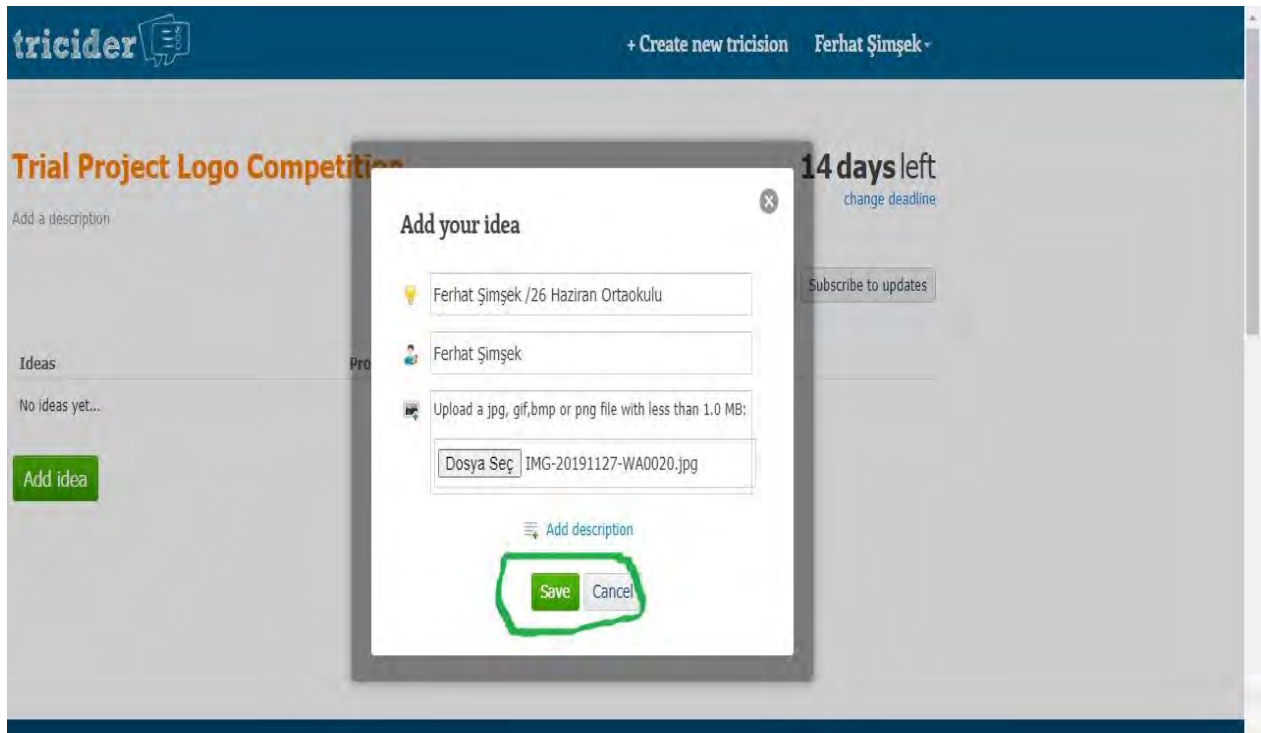 tricider
+ Create new tricision Ferhat Şimşek
Trial Project Logo Competition
14 days left
change deadline
Add a description
Add your idea
Ferhat Şimşek /26 Haziran Ortaokulu
Subscribe to updates
Ferhat Şimşek
Ideas Pro
No ideas yet...
Upload a jpg, gif,bmp or png file with less than 1.0 MB:
Dosya Seç IMG-20191127-WA0020.jpg
Add idea
Add description
Save Cancel